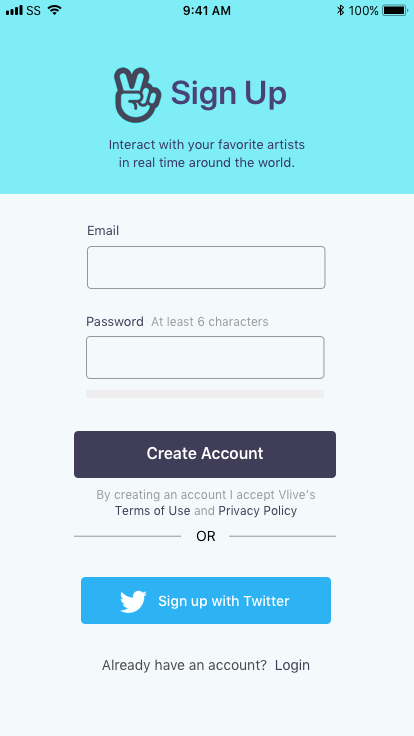 SS 9:41 AM 100%
Sign Up
Interact with your favorite artists
in real time around the world.
Email
Password At least 6 characters
Create Account
By creating an account I accept Vlive's
Terms of Use and Privacy Policy
OR
Sign up with Twitter
Already have an account? Login